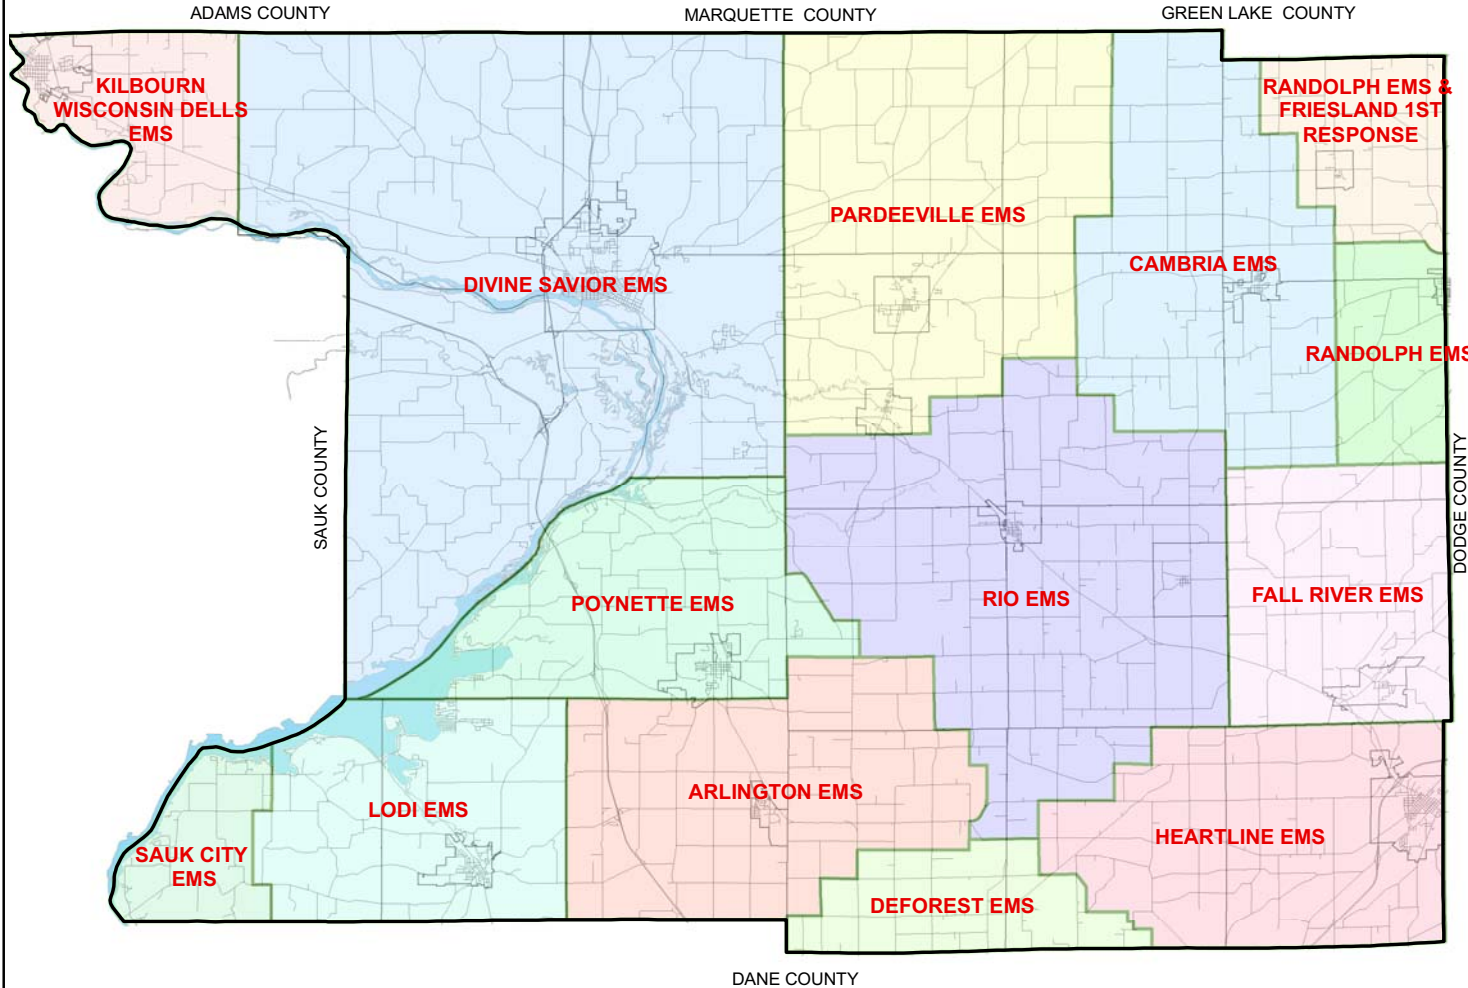 ADAMS COUNTY
MARQUETTE COUNTY
GREEN LAKE COUNTY
KILBOURN
WISCONSIN DELLS
EMS
RANDOLPH EMS &
FRIESLAND 1ST
RESPONSE
PARDEEVILLE EMS
CAMBRIA EMS
DIVINE SAVIOR EMS
RANDOLPH EMS
SAUK COUNTY
DODGE COUNTY
POYNETTE EMS
RIO EMS
FALL RIVER EMS
ARLINGTON EMS
LODI EMS
HEARTLINE EMS
SAUK CITY
EMS
DEFOREST EMS
DANE COUNTY